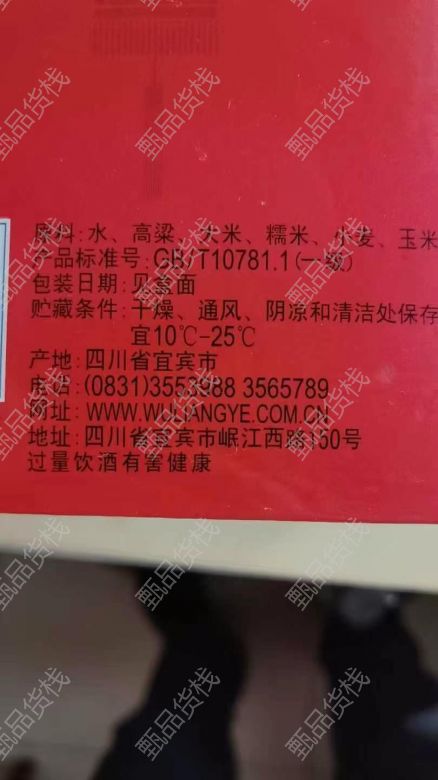 原料:水、高粱、大米、糯米、小麦、玉米
产品标准号:GB/T10781.1(一级)
包装日期:见盒面
贮藏条件:干燥、通风、阴凉和清洁处保存
宜10℃-25℃
产地:四川省宜宾市
电话:(0831)3553988 3565789
网址:WWW.WULIANGYE.COM.CN
地址:四川省宜宾市岷江西路150号
过量饮酒有害健康
甄品货栈